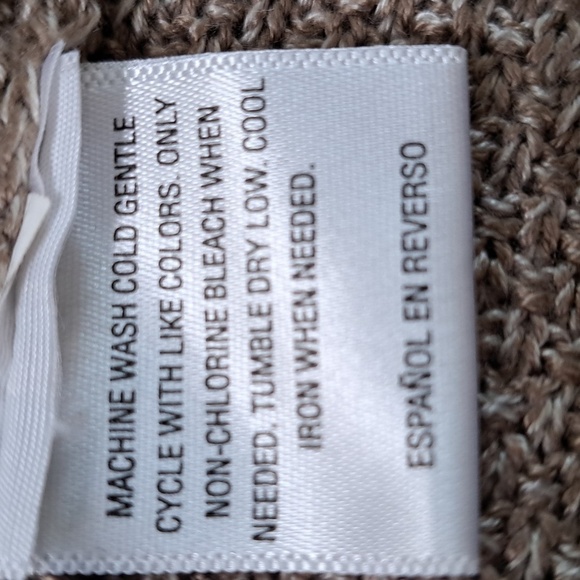 MACHINE WASH COLD GENTLE
CYCLE WITH LIKE COLORS. ONLY
NON-CHLORINE BLEACH WHEN
NEEDED. TUMBLE DRY LOW. COOL
IRON WHEN NEEDED.
ESPAÑOL EN REVERSO